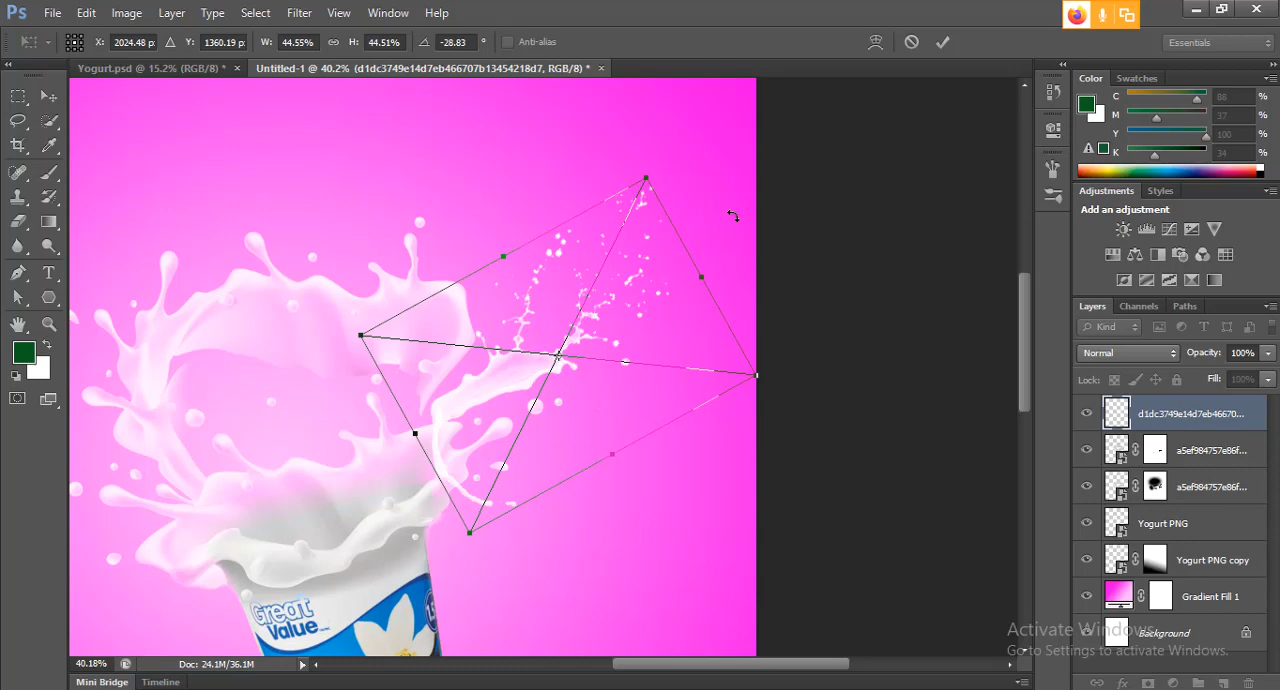 Ps File Edit Image Layer Type Select Filter View Window Help
X: 2024.48 p: Y: 1360.19 p: W: 44.55% H: 44.51% -28.83 ° Anti-alias Essentials
Yogurt.psd @ 15.2% (RGB/8) * × Untitled-1 @ 40.2% (d1dc3749e14d7eb466707b13454218d7, RGB/8) * ×
Color Swatches
C 88 %
M 37 %
Y 100 %
K 34 %
Adjustments Styles
Add an adjustment
Layers Channels Paths
Kind
Normal Opacity: 100%
Lock: Fill: 100%
d1dc3749e14d7eb46670...
a5ef984757e86f...
a5ef984757e86f...
Yogurt PNG
Yogurt PNG copy
Gradient Fill 1
Background
Great
Value
Activate Windows
Go to Settings to activate Windows.
40.18% Doc: 24.1M/36.1M
Mini Bridge Timeline